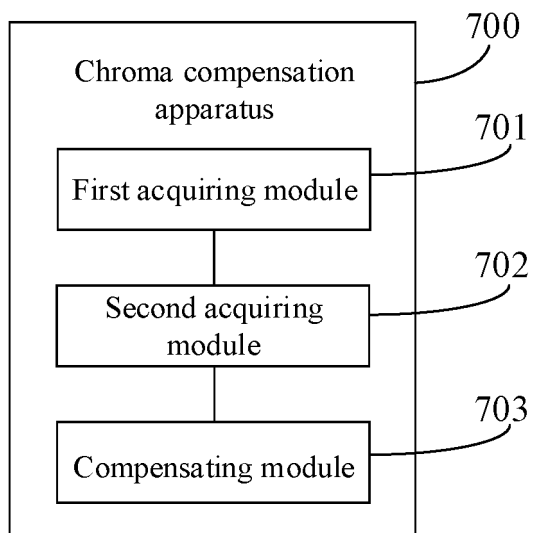 700
Chroma compensation
apparatus
701
First acquiring module
702
Second acquiring
module
703
Compensating module